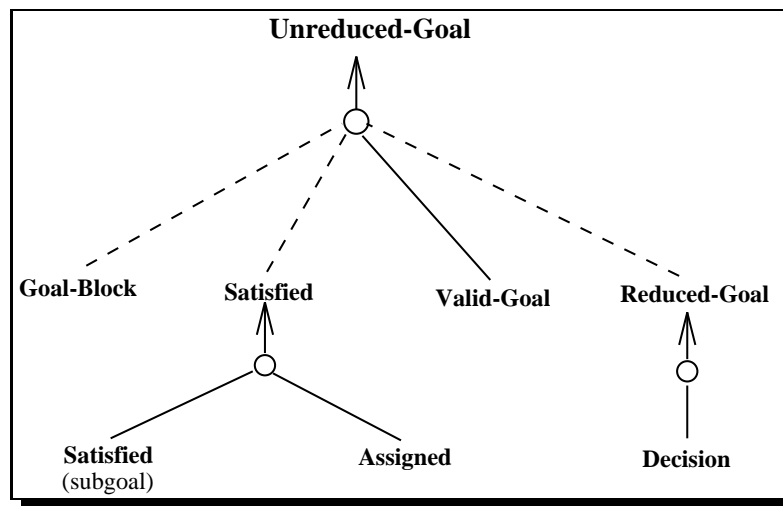 Unreduced-Goal
Goal-Block
Satisfied
Valid-Goal
Reduced-Goal
Satisfied
(subgoal)
Assigned
Decision